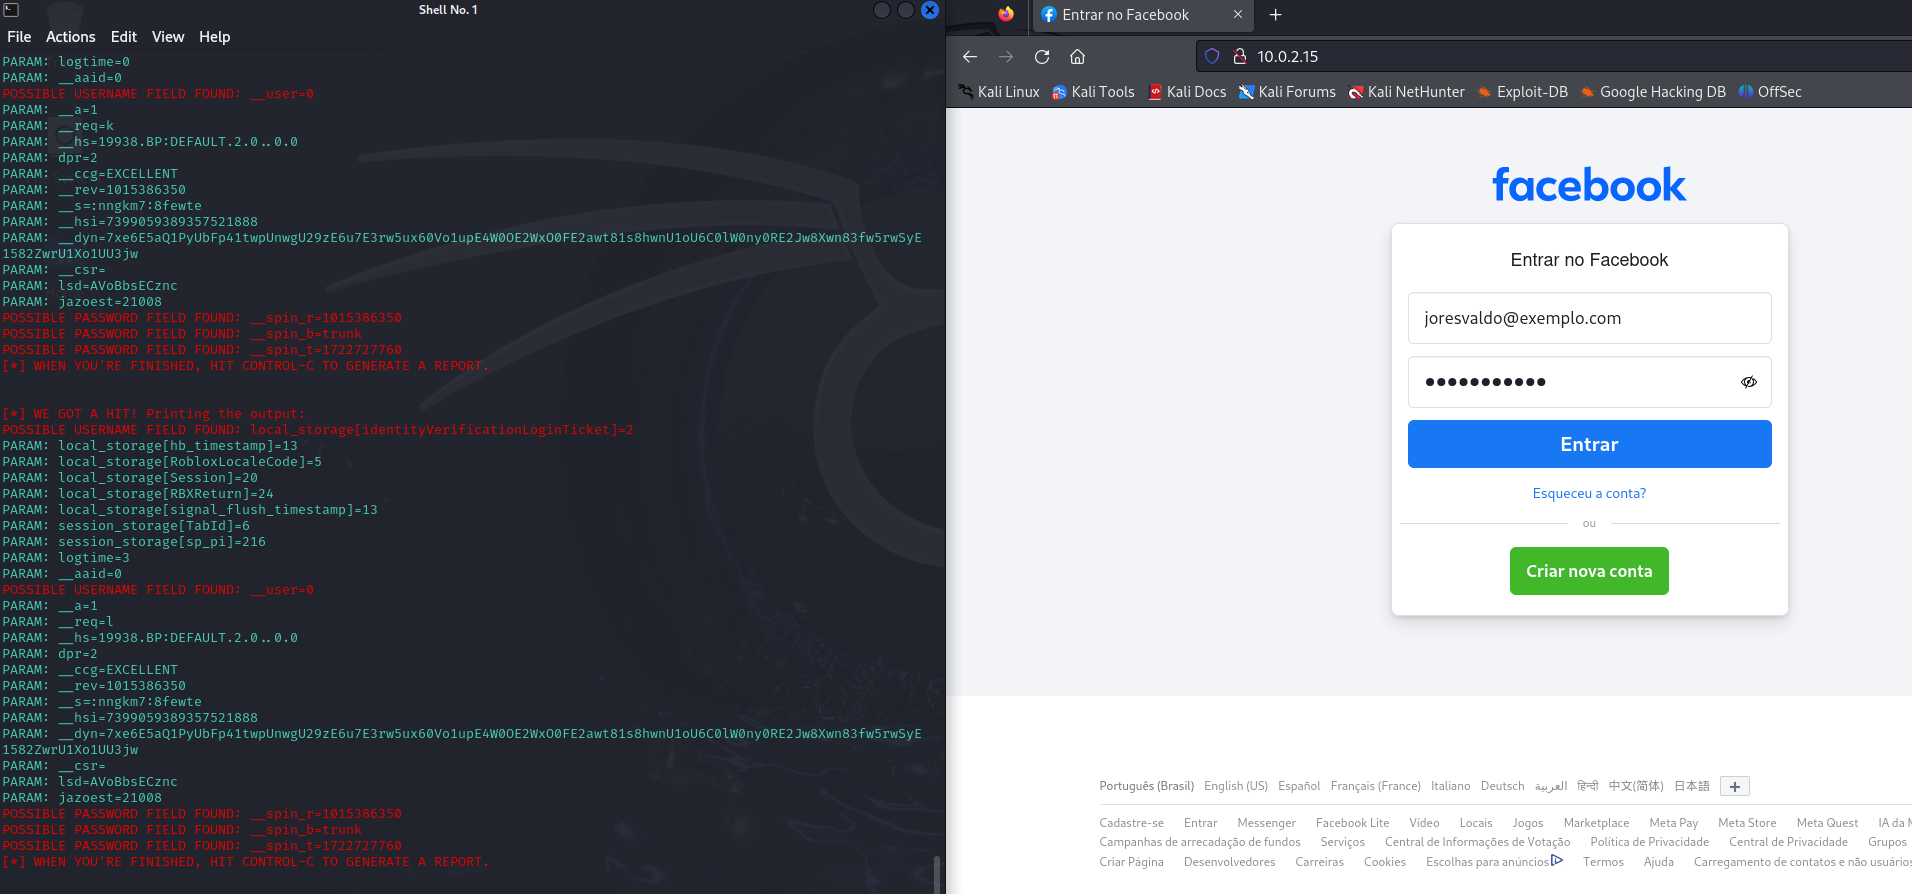 Shell No. 1
File Actions Edit View Help
PARAM: logtime=0
PARAM: __aaid=0
POSSIBLE USERNAME FIELD FOUND: __user=0
PARAM: __a=1
PARAM: __req=k
PARAM: __hs=19938.BP:DEFAULT.2.0..0.0
PARAM: dpr=2
PARAM: __ccg=EXCELLENT
PARAM: __rev=1015386350
PARAM: __s=:nngkm7:8fewte
PARAM: __hsi=7399059389357521888
PARAM: __dyn=7xe6E5aQ1PyUbFp41twpUnwgU29zE6u7E3rw5ux60Vo1upE4W0OE2WxO0FE2awt81s8hwnU1oU6C0lW0ny0RE2Jw8Xwn83fw5rwSyE
1582ZwrU1Xo1UU3jw
PARAM: __csr=
PARAM: lsd=AVoBbsECznc
PARAM: jazoest=21008
POSSIBLE PASSWORD FIELD FOUND: __spin_r=1015386350
POSSIBLE PASSWORD FIELD FOUND: __spin_b=trunk
POSSIBLE PASSWORD FIELD FOUND: __spin_t=1722727760
[*] WHEN YOU'RE FINISHED, HIT CONTROL-C TO GENERATE A REPORT.
[*] WE GOT A HIT! Printing the output:
POSSIBLE USERNAME FIELD FOUND: local_storage[identityVerificationLoginTicket]=2
PARAM: local_storage[hb_timestamp]=13
PARAM: local_storage[RobloxLocaleCode]=5
PARAM: local_storage[Session]=20
PARAM: local_storage[RBXReturn]=24
PARAM: local_storage[signal_flush_timestamp]=13
PARAM: session_storage[TabId]=6
PARAM: session_storage[sp_pi]=216
PARAM: logtime=3
PARAM: __aaid=0
POSSIBLE USERNAME FIELD FOUND: __user=0
PARAM: __a=1
PARAM: __req=l
PARAM: __hs=19938.BP:DEFAULT.2.0..0.0
PARAM: dpr=2
PARAM: __ccg=EXCELLENT
PARAM: __rev=1015386350
PARAM: __s=:nngkm7:8fewte
PARAM: __hsi=7399059389357521888
PARAM: __dyn=7xe6E5aQ1PyUbFp41twpUnwgU29zE6u7E3rw5ux60Vo1upE4W0OE2WxO0FE2awt81s8hwnU1oU6C0lW0ny0RE2Jw8Xwn83fw5rwSyE
1582ZwrU1Xo1UU3jw
PARAM: __csr=
PARAM: lsd=AVoBbsECznc
PARAM: jazoest=21008
POSSIBLE PASSWORD FIELD FOUND: __spin_r=1015386350
POSSIBLE PASSWORD FIELD FOUND: __spin_b=trunk
POSSIBLE PASSWORD FIELD FOUND: __spin_t=1722727760
[*] WHEN YOU'RE FINISHED, HIT CONTROL-C TO GENERATE A REPORT.
Entrar no Facebook
10.0.2.15
Kali Linux Kali Tools Kali Docs Kali Forums Kali NetHunter Exploit-DB Google Hacking DB OffSec
facebook
Entrar no Facebook
joresvaldo@exemplo.com
•••••••••••
Entrar
Esqueceu a conta?
ou
Criar nova conta
Português (Brasil) English (US) Español Français (France) Italiano Deutsch العربية हिन्दी 中文(简体) 日本語
Cadastre-se Entrar Messenger Facebook Lite Vídeo Locais Jogos Marketplace Meta Pay Meta Store Meta Quest IA da M
Campanhas de arrecadação de fundos Serviços Central de Informações de Votação Política de Privacidade Central de Privacidade Grupos
Criar Página Desenvolvedores Carreiras Cookies Escolhas para anúncios Termos Ajuda Carregamento de contatos e não usuários